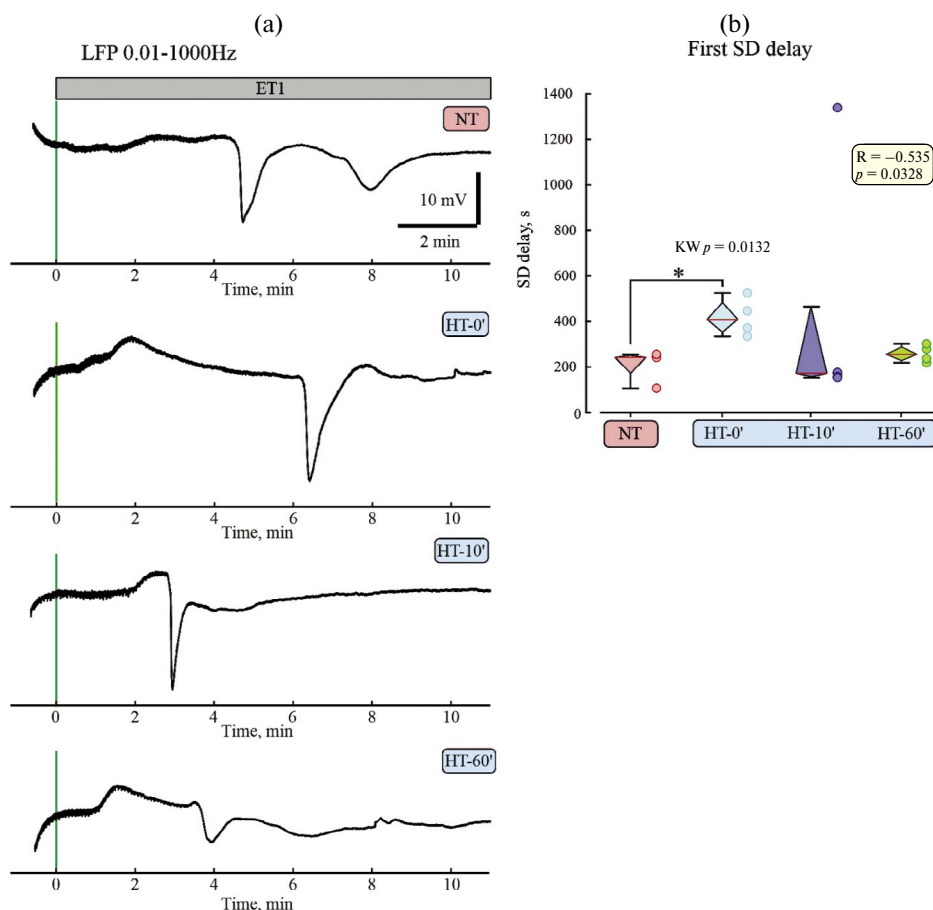 (a)
LFP 0.01-1000Hz
ET1
NT
10 mV
2 min
0 2 4 6 8 10
Time, min
HT-0'
0 2 4 6 8 10
Time, min
HT-10'
0 2 4 6 8 10
Time, min
HT-60'
0 2 4 6 8 10
Time, min
(b)
First SD delay
SD delay, s
1400
1200
1000
800
600
400
200
0
R = −0.535
p = 0.0328
KW p = 0.0132
*
NT HT-0' HT-10' HT-60'